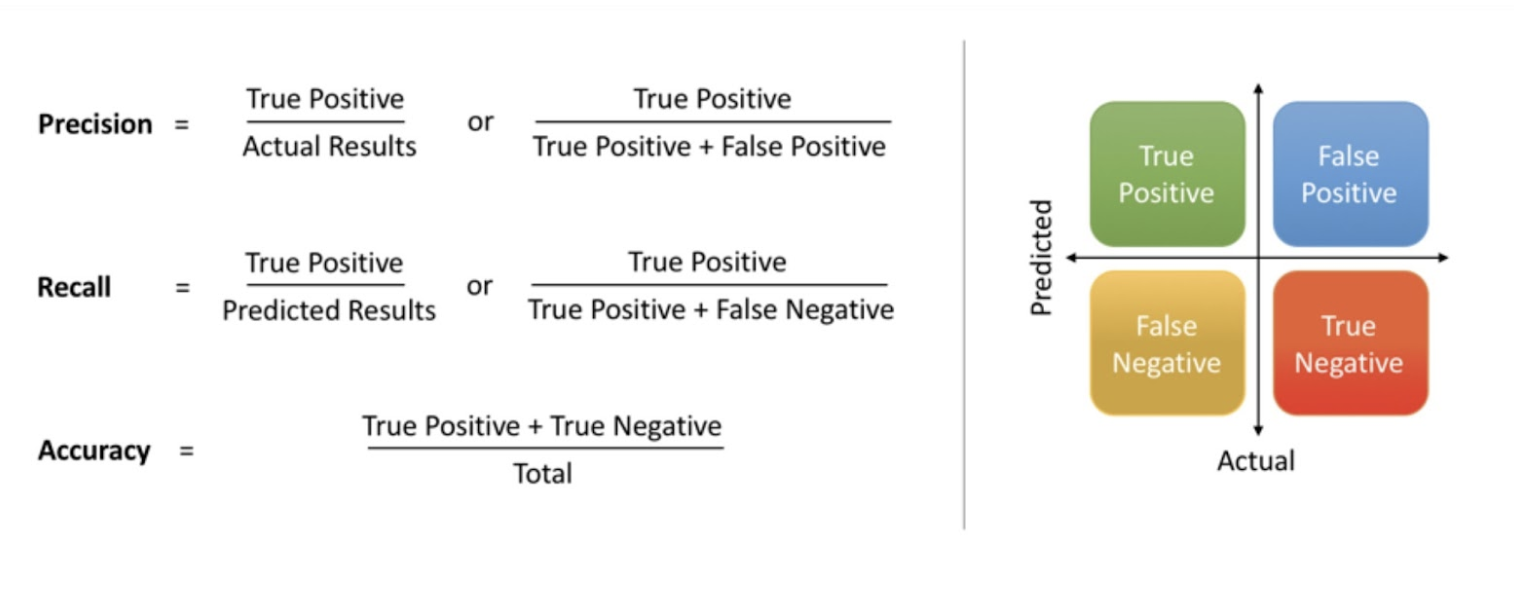 Precision = True Positive / Actual Results or True Positive / True Positive + False Positive
Recall = True Positive / Predicted Results or True Positive / True Positive + False Negative
Accuracy = True Positive + True Negative / Total
Predicted
True
Positive
False
Positive
False
Negative
True
Negative
Actual